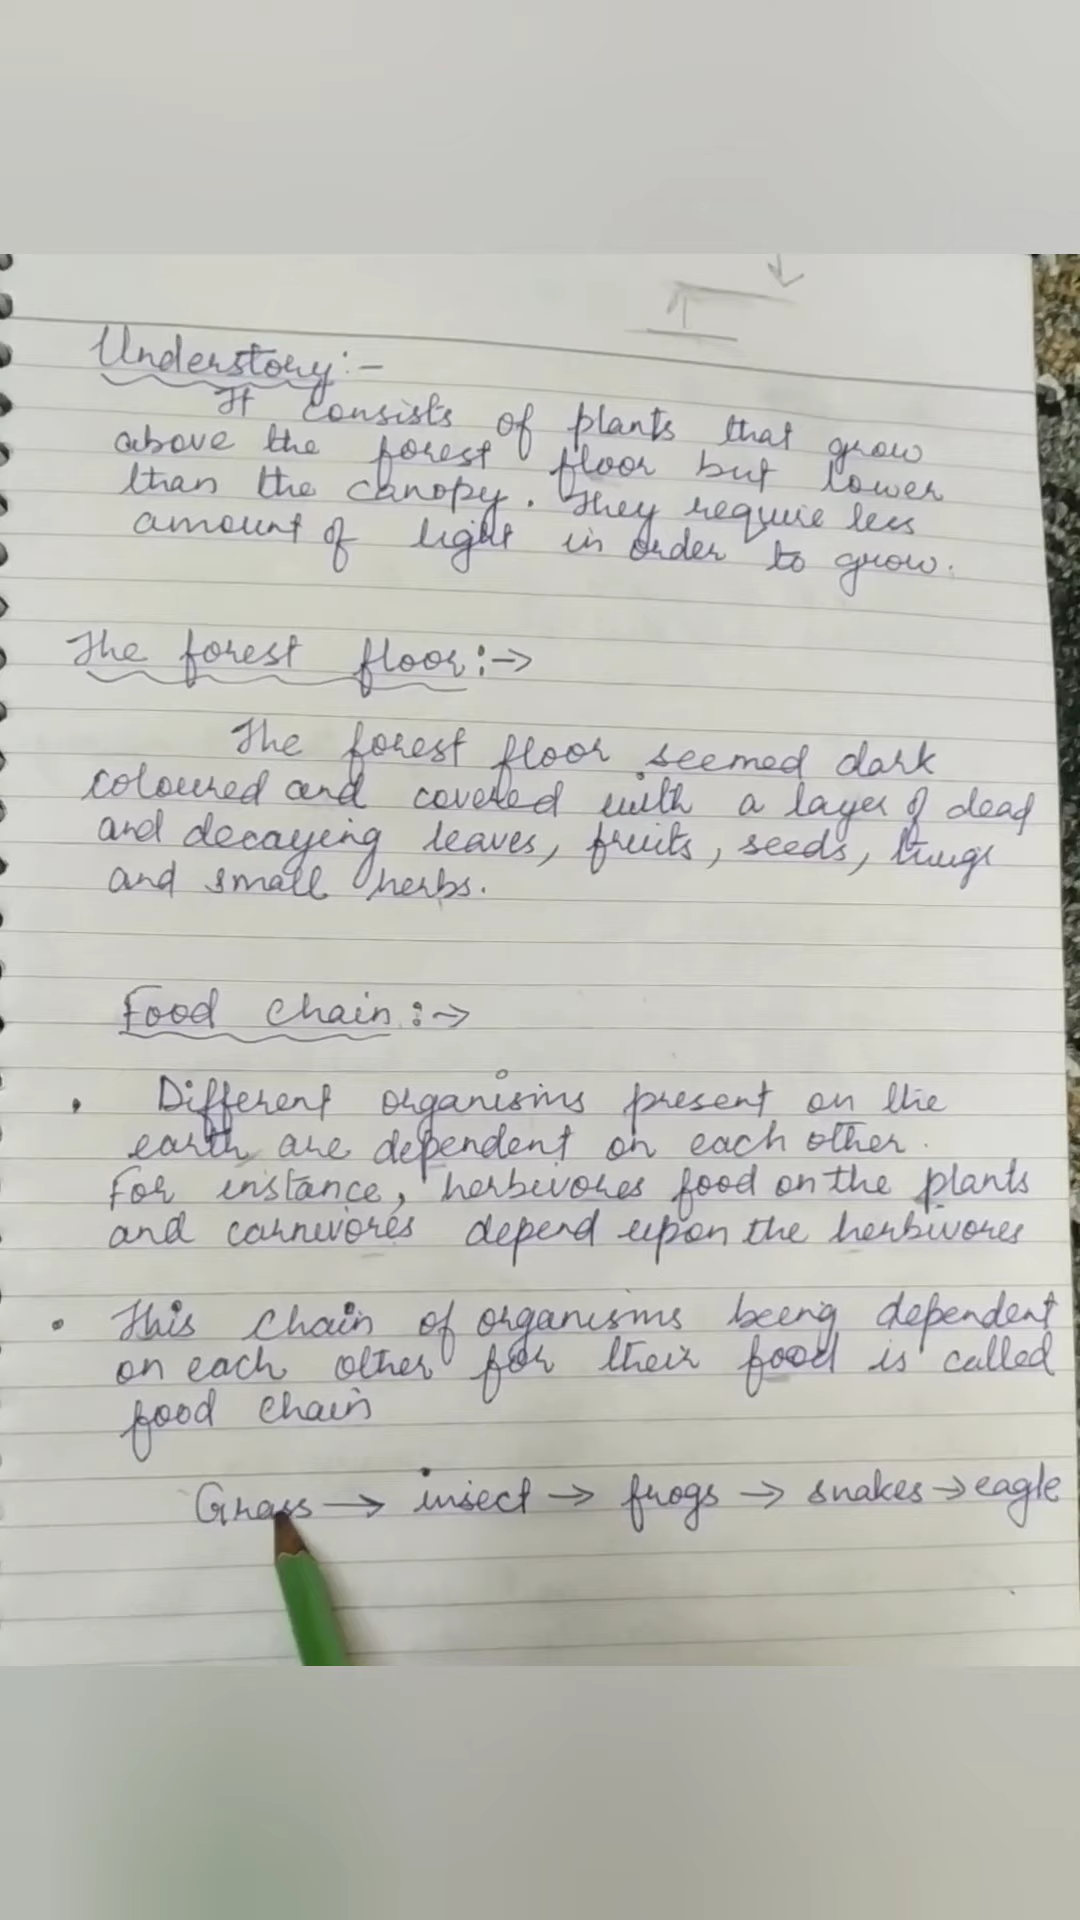 Understory:-
It consists of plants that grow
above the forest floor but lower
than the canopy. They require less
amount of light in order to grow.
The forest floor:→
The forest floor seemed dark
coloured and covered with a layer of dead
and decaying leaves, fruits, seeds, twigs
and small herbs.
Food chain:→
• Different organisms present on the
earth are dependent on each other.
For instance, herbivores food on the plants
and carnivores depend upon the herbivores
• This chain of organisms being dependent
on each other for their food is called
food chain
Grass → insect → frogs → snakes → eagle